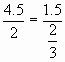 4.5/2 = 1.5/(2/3)